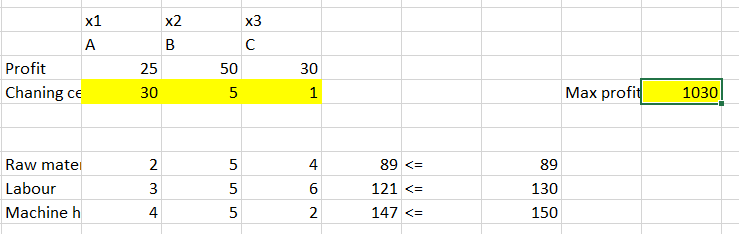 x1 x2 x3
A B C
Profit 25 50 30
Chaning ce 30 5 1 Max profit 1030
Raw mater 2 5 4 89 <= 89
Labour 3 5 6 121 <= 130
Machine h 4 5 2 147 <= 150